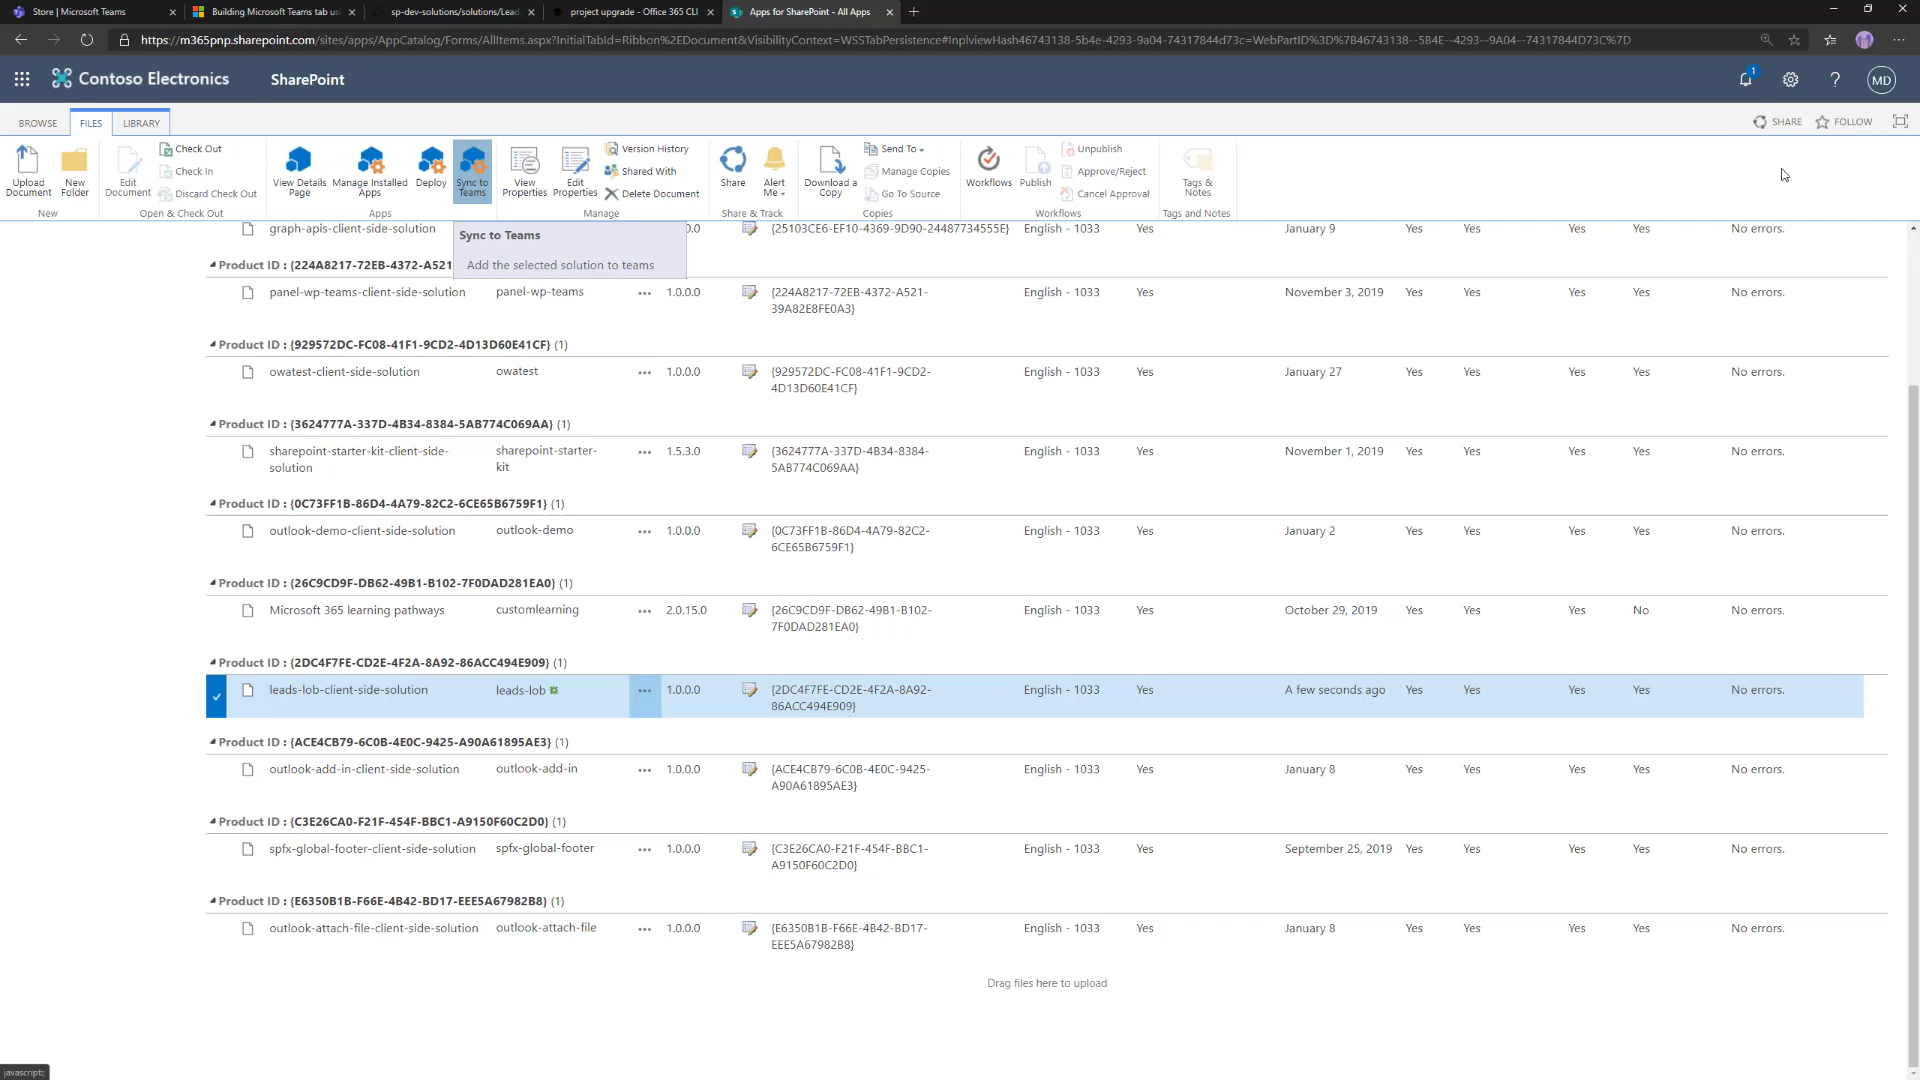 Store | Microsoft Teams
Building Microsoft Teams tab us
sp-dev-solutions/solutions/Lead
project upgrade - Office 365 CLI
Apps for SharePoint - All Apps
https://m365pnp.sharepoint.com/sites/apps/AppCatalog/Forms/AllItems.aspx?InitialTabId=Ribbon%2EDocument&VisibilityContext=WSSTabPersistence#InplviewHash46743138-5b4e-4293-9a04-74317844d73c=WebPartID%3D%7B46743138--5B4E--4293--9A04--74317844D73C%7D
Contoso Electronics SharePoint 1 ? MD
BROWSE FILES LIBRARY SHARE FOLLOW
Upload Document
New Folder
New
Edit Document
Check Out
Check In
Discard Check Out
Open & Check Out
View Details Page
Manage Installed Apps
Deploy
Sync to Teams
Apps
View Properties
Edit Properties
Version History
Shared With
Delete Document
Manage
Share
Alert Me
Share & Track
Download a Copy
Send To
Manage Copies
Go To Source
Copies
Workflows
Publish
Unpublish
Approve/Reject
Cancel Approval
Workflows
Tags & Notes
Tags and Notes
Sync to Teams
Add the selected solution to teams
graph-apis-client-side-solution 0.0 {25103CE6-EF10-4369-9D90-24487734555E} English - 1033 Yes January 9 Yes Yes Yes Yes No errors.
Product ID : {224A8217-72EB-4372-A521
panel-wp-teams-client-side-solution panel-wp-teams ... 1.0.0.0 {224A8217-72EB-4372-A521- English - 1033 Yes November 3, 2019 Yes Yes Yes Yes No errors.
39A82E8FE0A3}
Product ID : {929572DC-FC08-41F1-9CD2-4D13D60E41CF} (1)
owatest-client-side-solution owatest ... 1.0.0.0 {929572DC-FC08-41F1-9CD2- English - 1033 Yes January 27 Yes Yes Yes Yes No errors.
4D13D60E41CF}
Product ID : {3624777A-337D-4B34-8384-5AB774C069AA} (1)
sharepoint-starter-kit-client-side- sharepoint-starter- ... 1.5.3.0 {3624777A-337D-4B34-8384- English - 1033 Yes November 1, 2019 Yes Yes Yes Yes No errors.
solution kit 5AB774C069AA}
Product ID : {0C73FF1B-86D4-4A79-82C2-6CE65B6759F1} (1)
outlook-demo-client-side-solution outlook-demo ... 1.0.0.0 {0C73FF1B-86D4-4A79-82C2- English - 1033 Yes January 2 Yes Yes Yes Yes No errors.
6CE65B6759F1}
Product ID : {26C9CD9F-DB62-49B1-B102-7F0DAD281EA0} (1)
Microsoft 365 learning pathways customlearning ... 2.0.15.0 {26C9CD9F-DB62-49B1-B102- English - 1033 Yes October 29, 2019 Yes Yes Yes No No errors.
7F0DAD281EA0}
Product ID : {2DC4F7FE-CD2E-4F2A-8A92-86ACC494E909} (1)
leads-lob-client-side-solution leads-lob ... 1.0.0.0 {2DC4F7FE-CD2E-4F2A-8A92- English - 1033 Yes A few seconds ago Yes Yes Yes Yes No errors.
86ACC494E909}
Product ID : {ACE4CB79-6C0B-4E0C-9425-A90A61895AE3} (1)
outlook-add-in-client-side-solution outlook-add-in ... 1.0.0.0 {ACE4CB79-6C0B-4E0C-9425- English - 1033 Yes January 8 Yes Yes Yes Yes No errors.
A90A61895AE3}
Product ID : {C3E26CA0-F21F-454F-BBC1-A9150F60C2D0} (1)
spfx-global-footer-client-side-solution spfx-global-footer ... 1.0.0.0 {C3E26CA0-F21F-454F-BBC1- English - 1033 Yes September 25, 2019 Yes Yes Yes Yes No errors.
A9150F60C2D0}
Product ID : {E6350B1B-F66E-4B42-BD17-EEE5A67982B8} (1)
outlook-attach-file-client-side-solution outlook-attach-file ... 1.0.0.0 {E6350B1B-F66E-4B42-BD17- English - 1033 Yes January 8 Yes Yes Yes Yes No errors.
EEE5A67982B8}
Drag files here to upload
javascript: